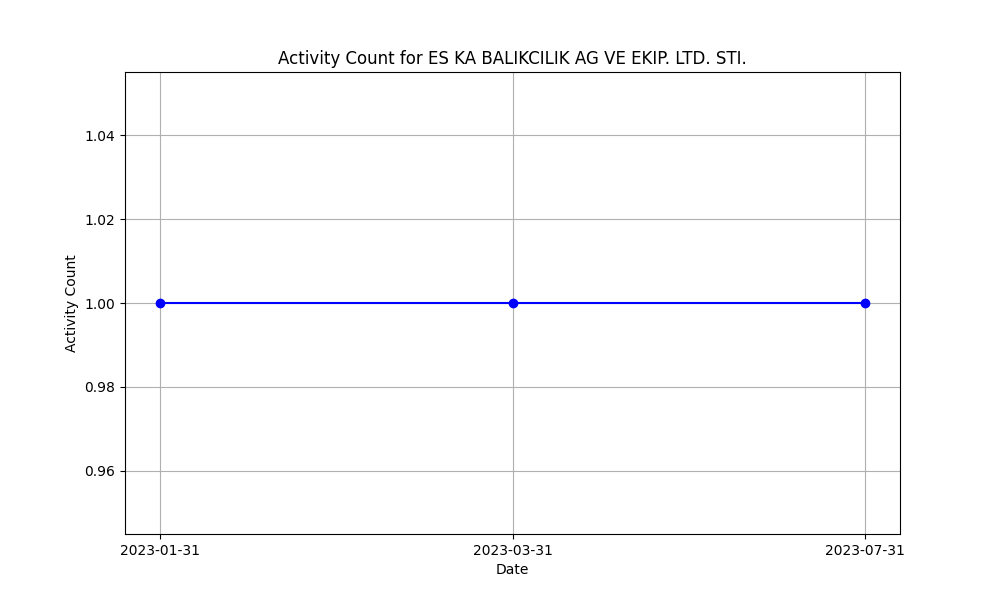 Activity Count for ES KA BALIKCILIK AG VE EKIP. LTD. STI.
Activity Count
1.04
1.02
1.00
0.98
0.96
2023-01-31 2023-03-31 2023-07-31
Date